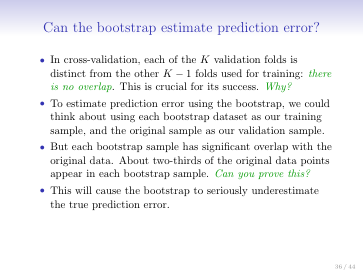 Can the bootstrap estimate prediction error?
• In cross-validation, each of the K validation folds is
distinct from the other K − 1 folds used for training: there
is no overlap. This is crucial for its success. Why?
• To estimate prediction error using the bootstrap, we could
think about using each bootstrap dataset as our training
sample, and the original sample as our validation sample.
• But each bootstrap sample has significant overlap with the
original data. About two-thirds of the original data points
appear in each bootstrap sample. Can you prove this?
• This will cause the bootstrap to seriously underestimate
the true prediction error.
36 / 44